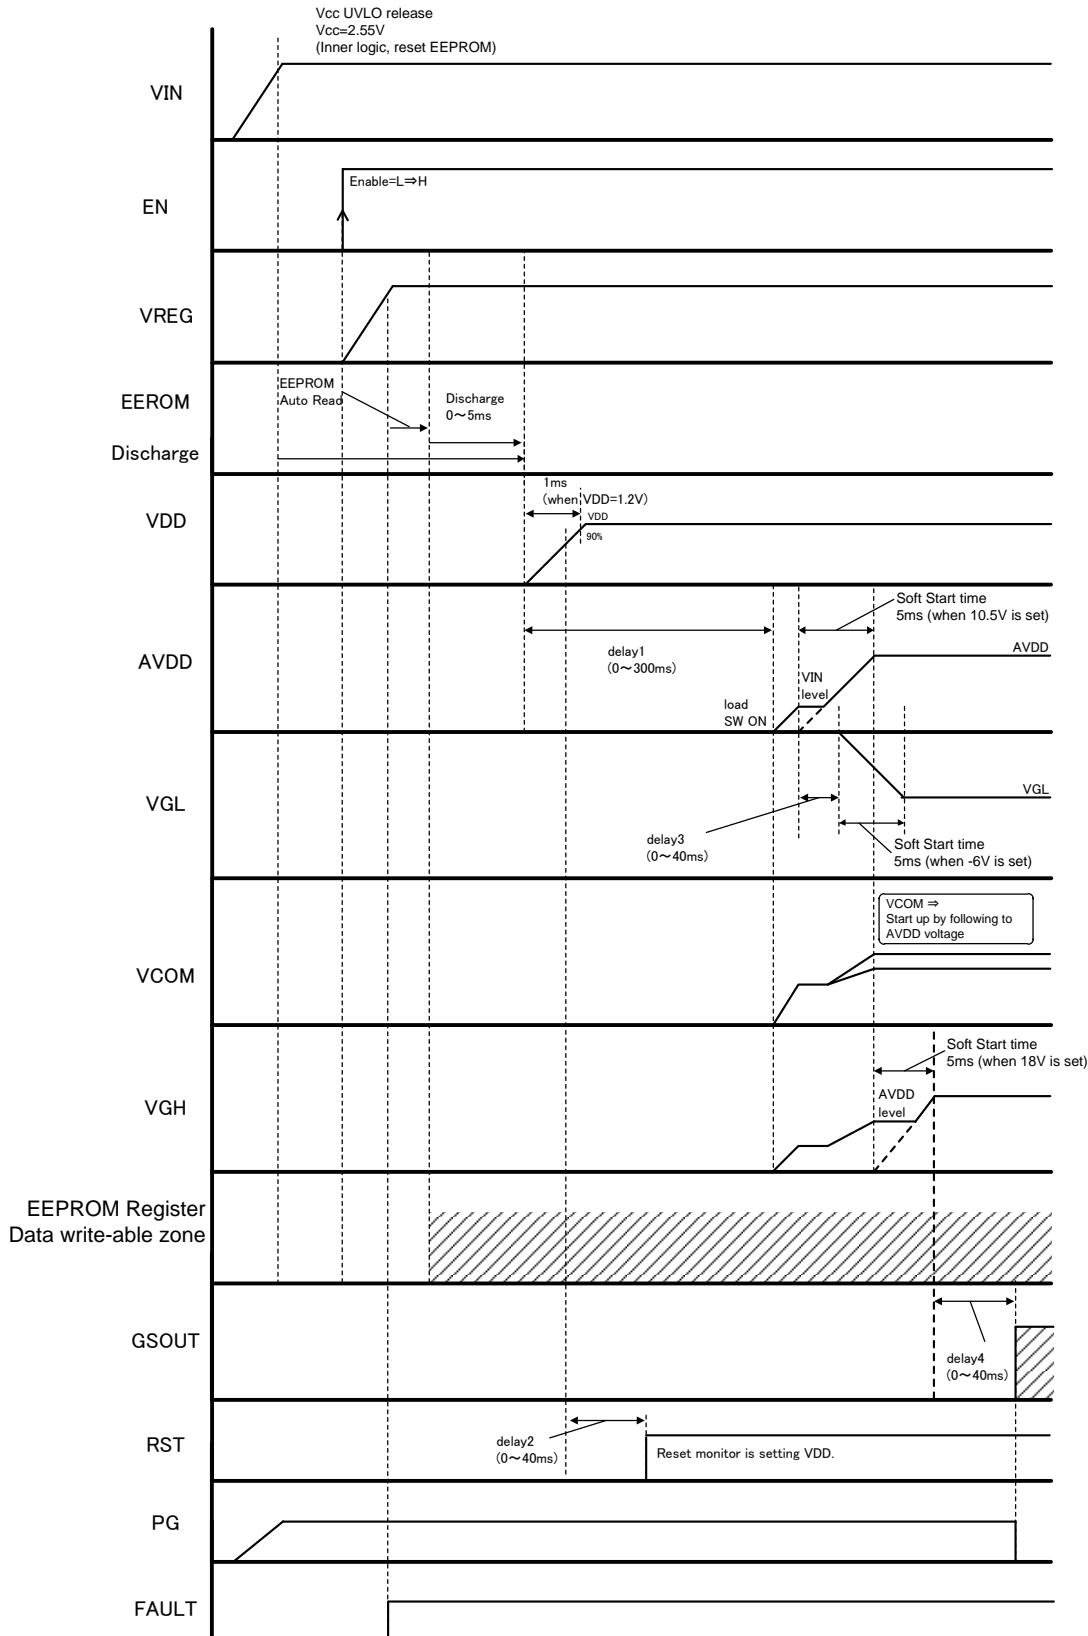 Vcc UVLO release
Vcc=2.55V
(Inner logic, reset EEPROM)
VIN
Enable=L⇒H
EN
VREG
EEPROM
Auto Read
Discharge
0～5ms
EEROM
Discharge
1ms
(when VDD=1.2V)
VDD
VDD
90%
Soft Start time
5ms (when 10.5V is set)
AVDD
delay1
(0～300ms)
VIN
level
AVDD
load
SW ON
VGL
VGL
delay3
(0～40ms)
Soft Start time
5ms (when -6V is set)
VCOM ⇒
Start up by following to
AVDD voltage
VCOM
Soft Start time
5ms (when 18V is set)
AVDD
level
VGH
EEPROM Register
Data write-able zone
GSOUT
delay4
(0～40ms)
RST
delay2
(0～40ms)
Reset monitor is setting VDD.
PG
FAULT